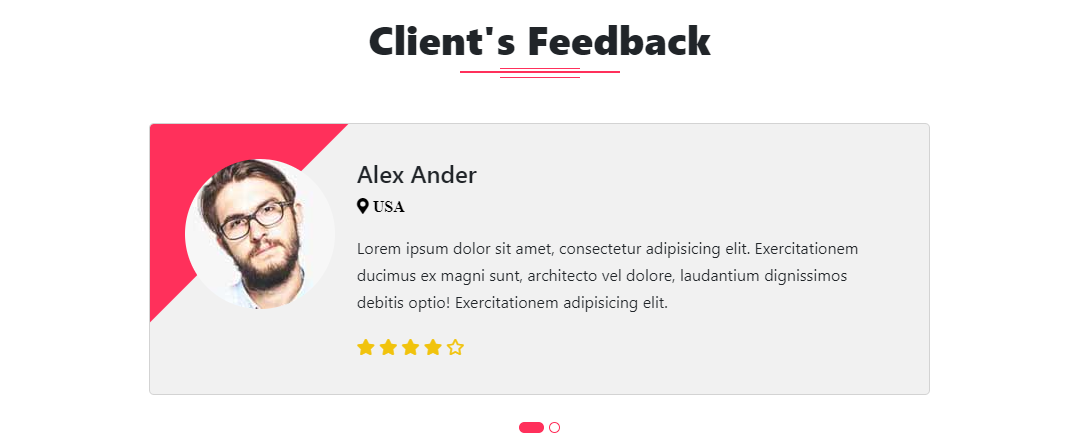 Client's Feedback
Alex Ander
USA
Lorem ipsum dolor sit amet, consectetur adipisicing elit. Exercitationem
ducimus ex magni sunt, architecto vel dolore, laudantium dignissimos
debitis optio! Exercitationem adipisicing elit.